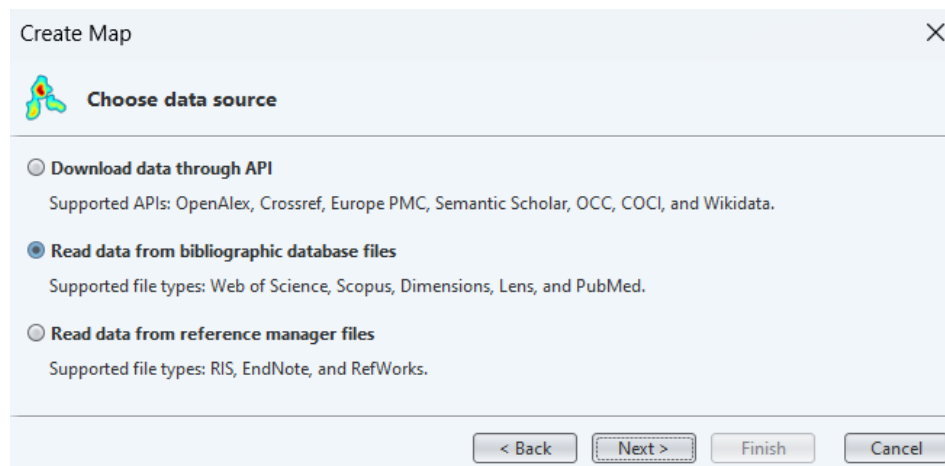 Create Map
Choose data source
Download data through API
Supported APIs: OpenAlex, Crossref, Europe PMC, Semantic Scholar, OCC, COCI, and Wikidata.
Read data from bibliographic database files
Supported file types: Web of Science, Scopus, Dimensions, Lens, and PubMed.
Read data from reference manager files
Supported file types: RIS, EndNote, and RefWorks.
< Back Next > Finish Cancel